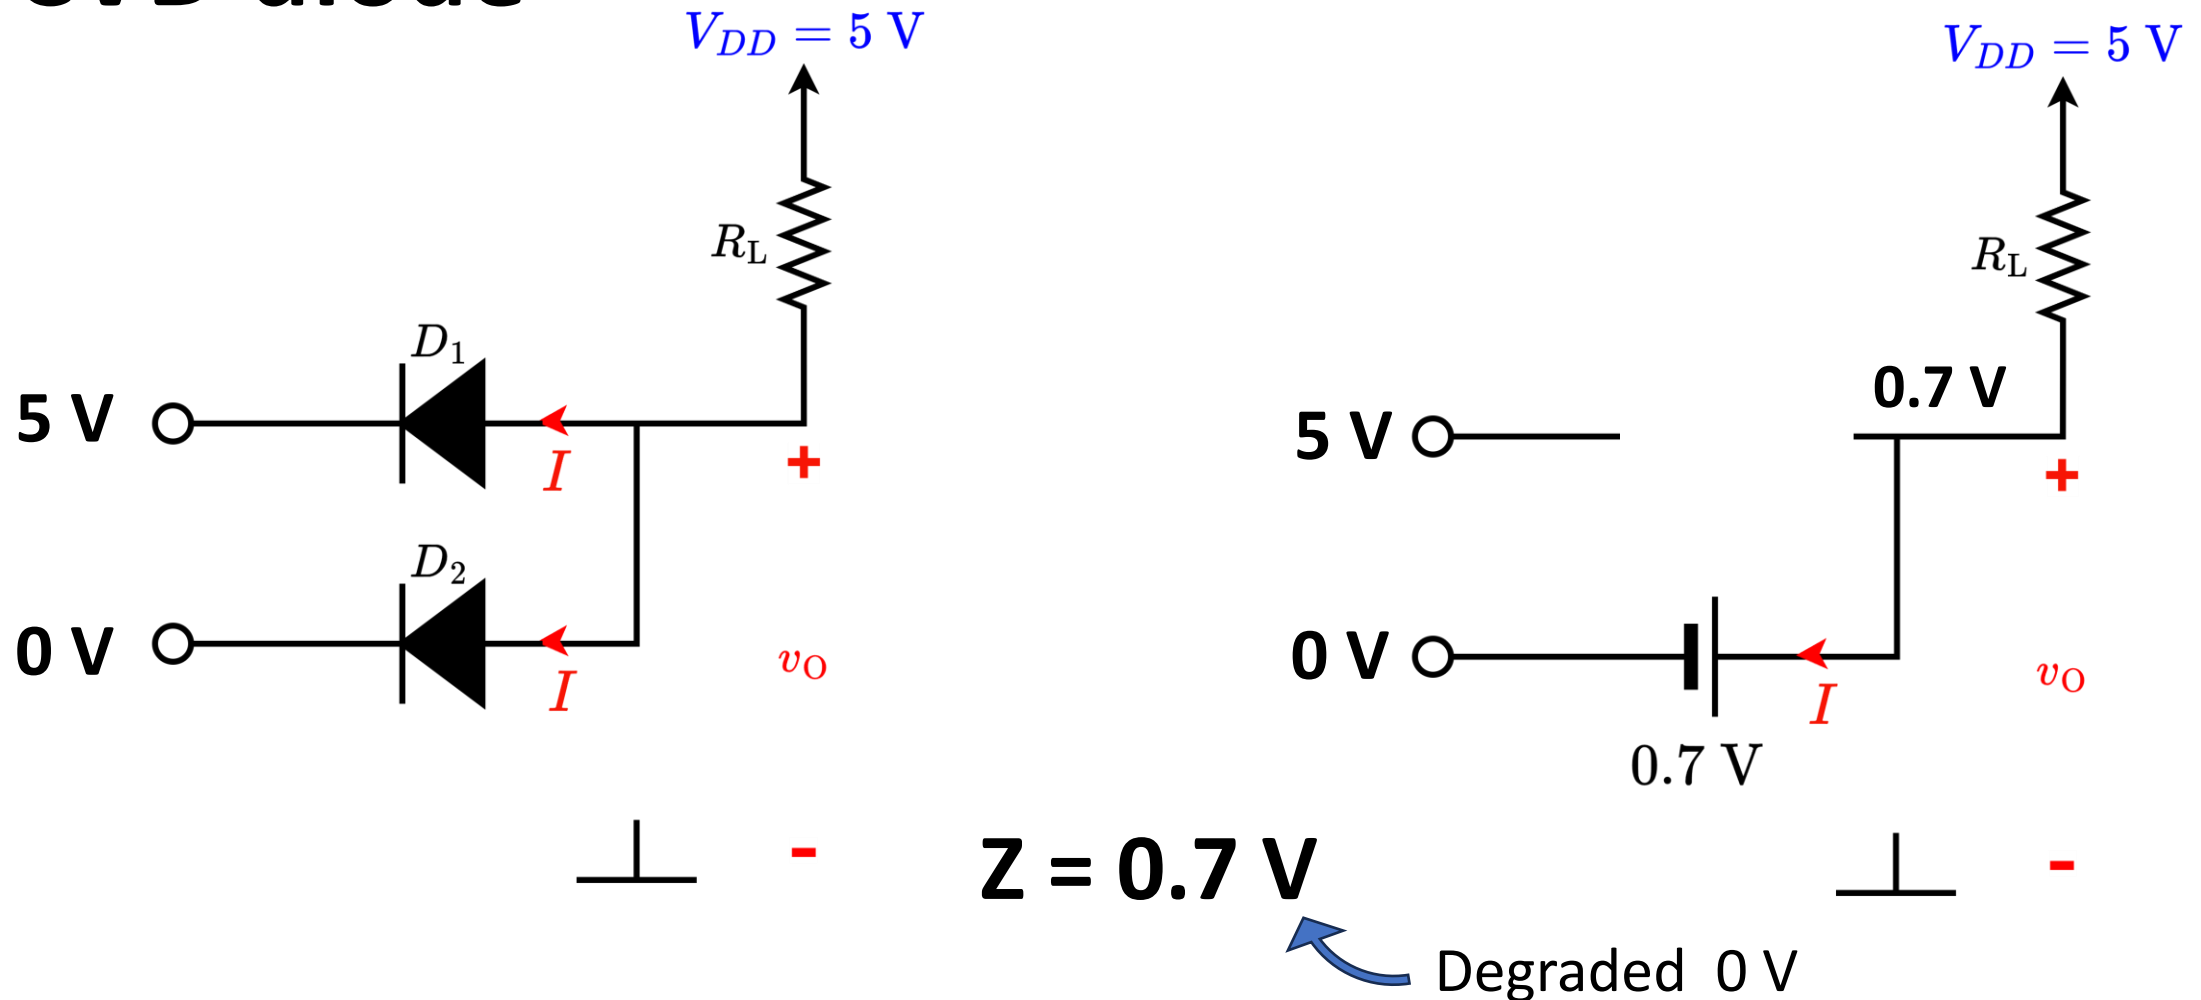 V_DD = 5 V
V_DD = 5 V
R_L
R_L
D_1
0.7 V
5 V
I
+
5 V
+
D_2
0 V
I
v_O
0 V
I
v_O
0.7 V
-
Z = 0.7 V
-
Degraded 0 V